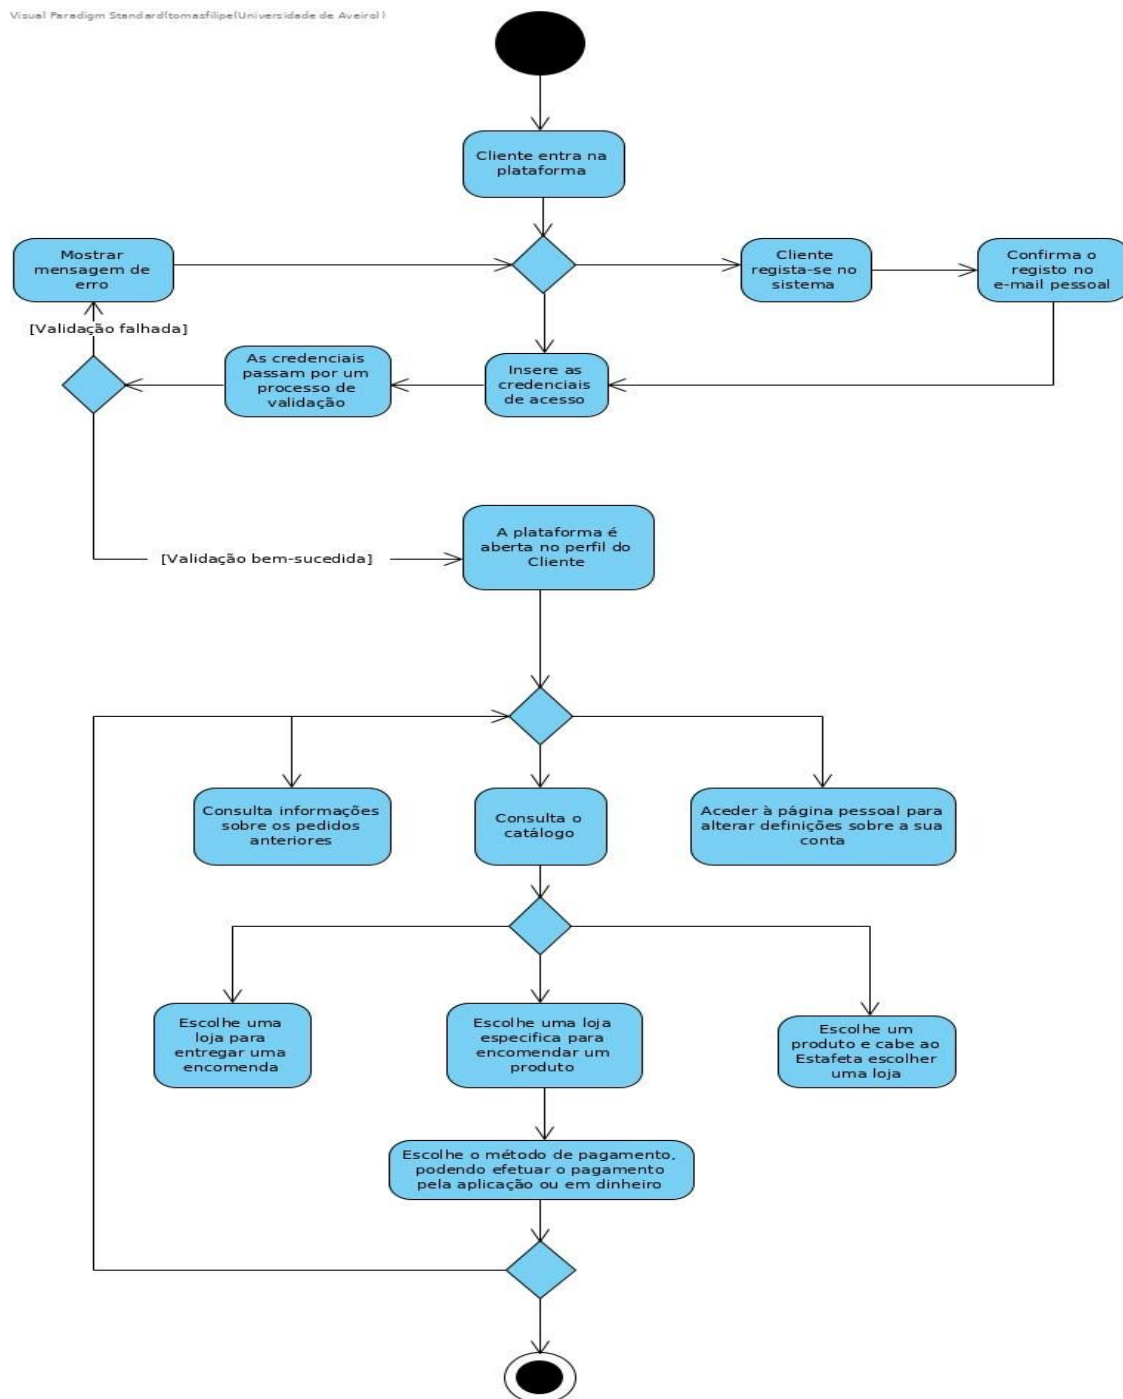 Visual Paradigm Standard(tomasfilipe(Universidade de Aveiro))
Cliente entra na
plataforma
Mostrar
mensagem de
erro
Cliente
regista-se no
sistema
Confirma o
registo no
e-mail pessoal
[Validação falhada]
As credenciais
passam por um
processo de
validação
Insere as
credenciais
de acesso
A plataforma é
aberta no perfil do
Cliente
[Validação bem-sucedida]
Consulta informações
sobre os pedidos
anteriores
Consulta o
catálogo
Aceder à página pessoal para
alterar definições sobre a sua
conta
Escolhe uma
loja para
entregar uma
encomenda
Escolhe uma loja
especifica para
encomendar um
produto
Escolhe um
produto e cabe ao
Estafeta escolher
uma loja
Escolhe o método de pagamento,
podendo efetuar o pagamento
pela aplicação ou em dinheiro